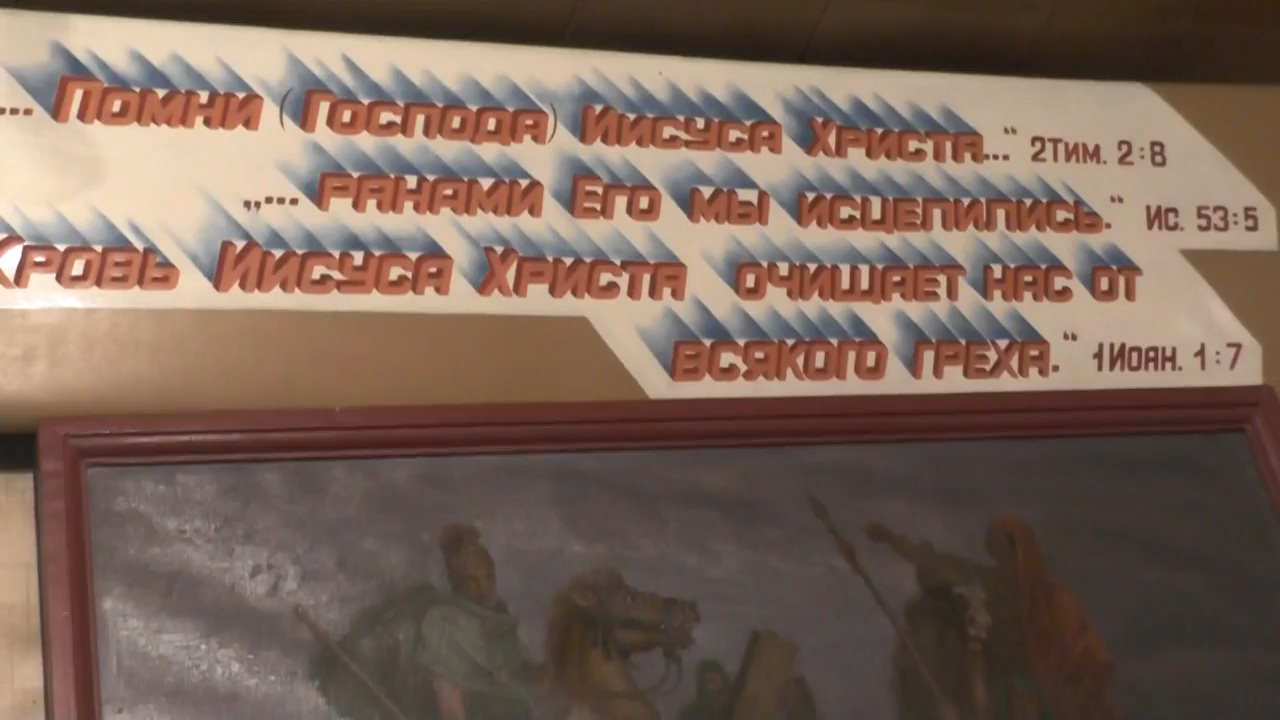 ... Помни (Господа) Иисуса Христа..." 2Тим. 2:8
„... ранами Его мы исцелились." Ис. 53:5
Кровь Иисуса Христа очищает нас от
всякого греха." 1Иоан. 1:7